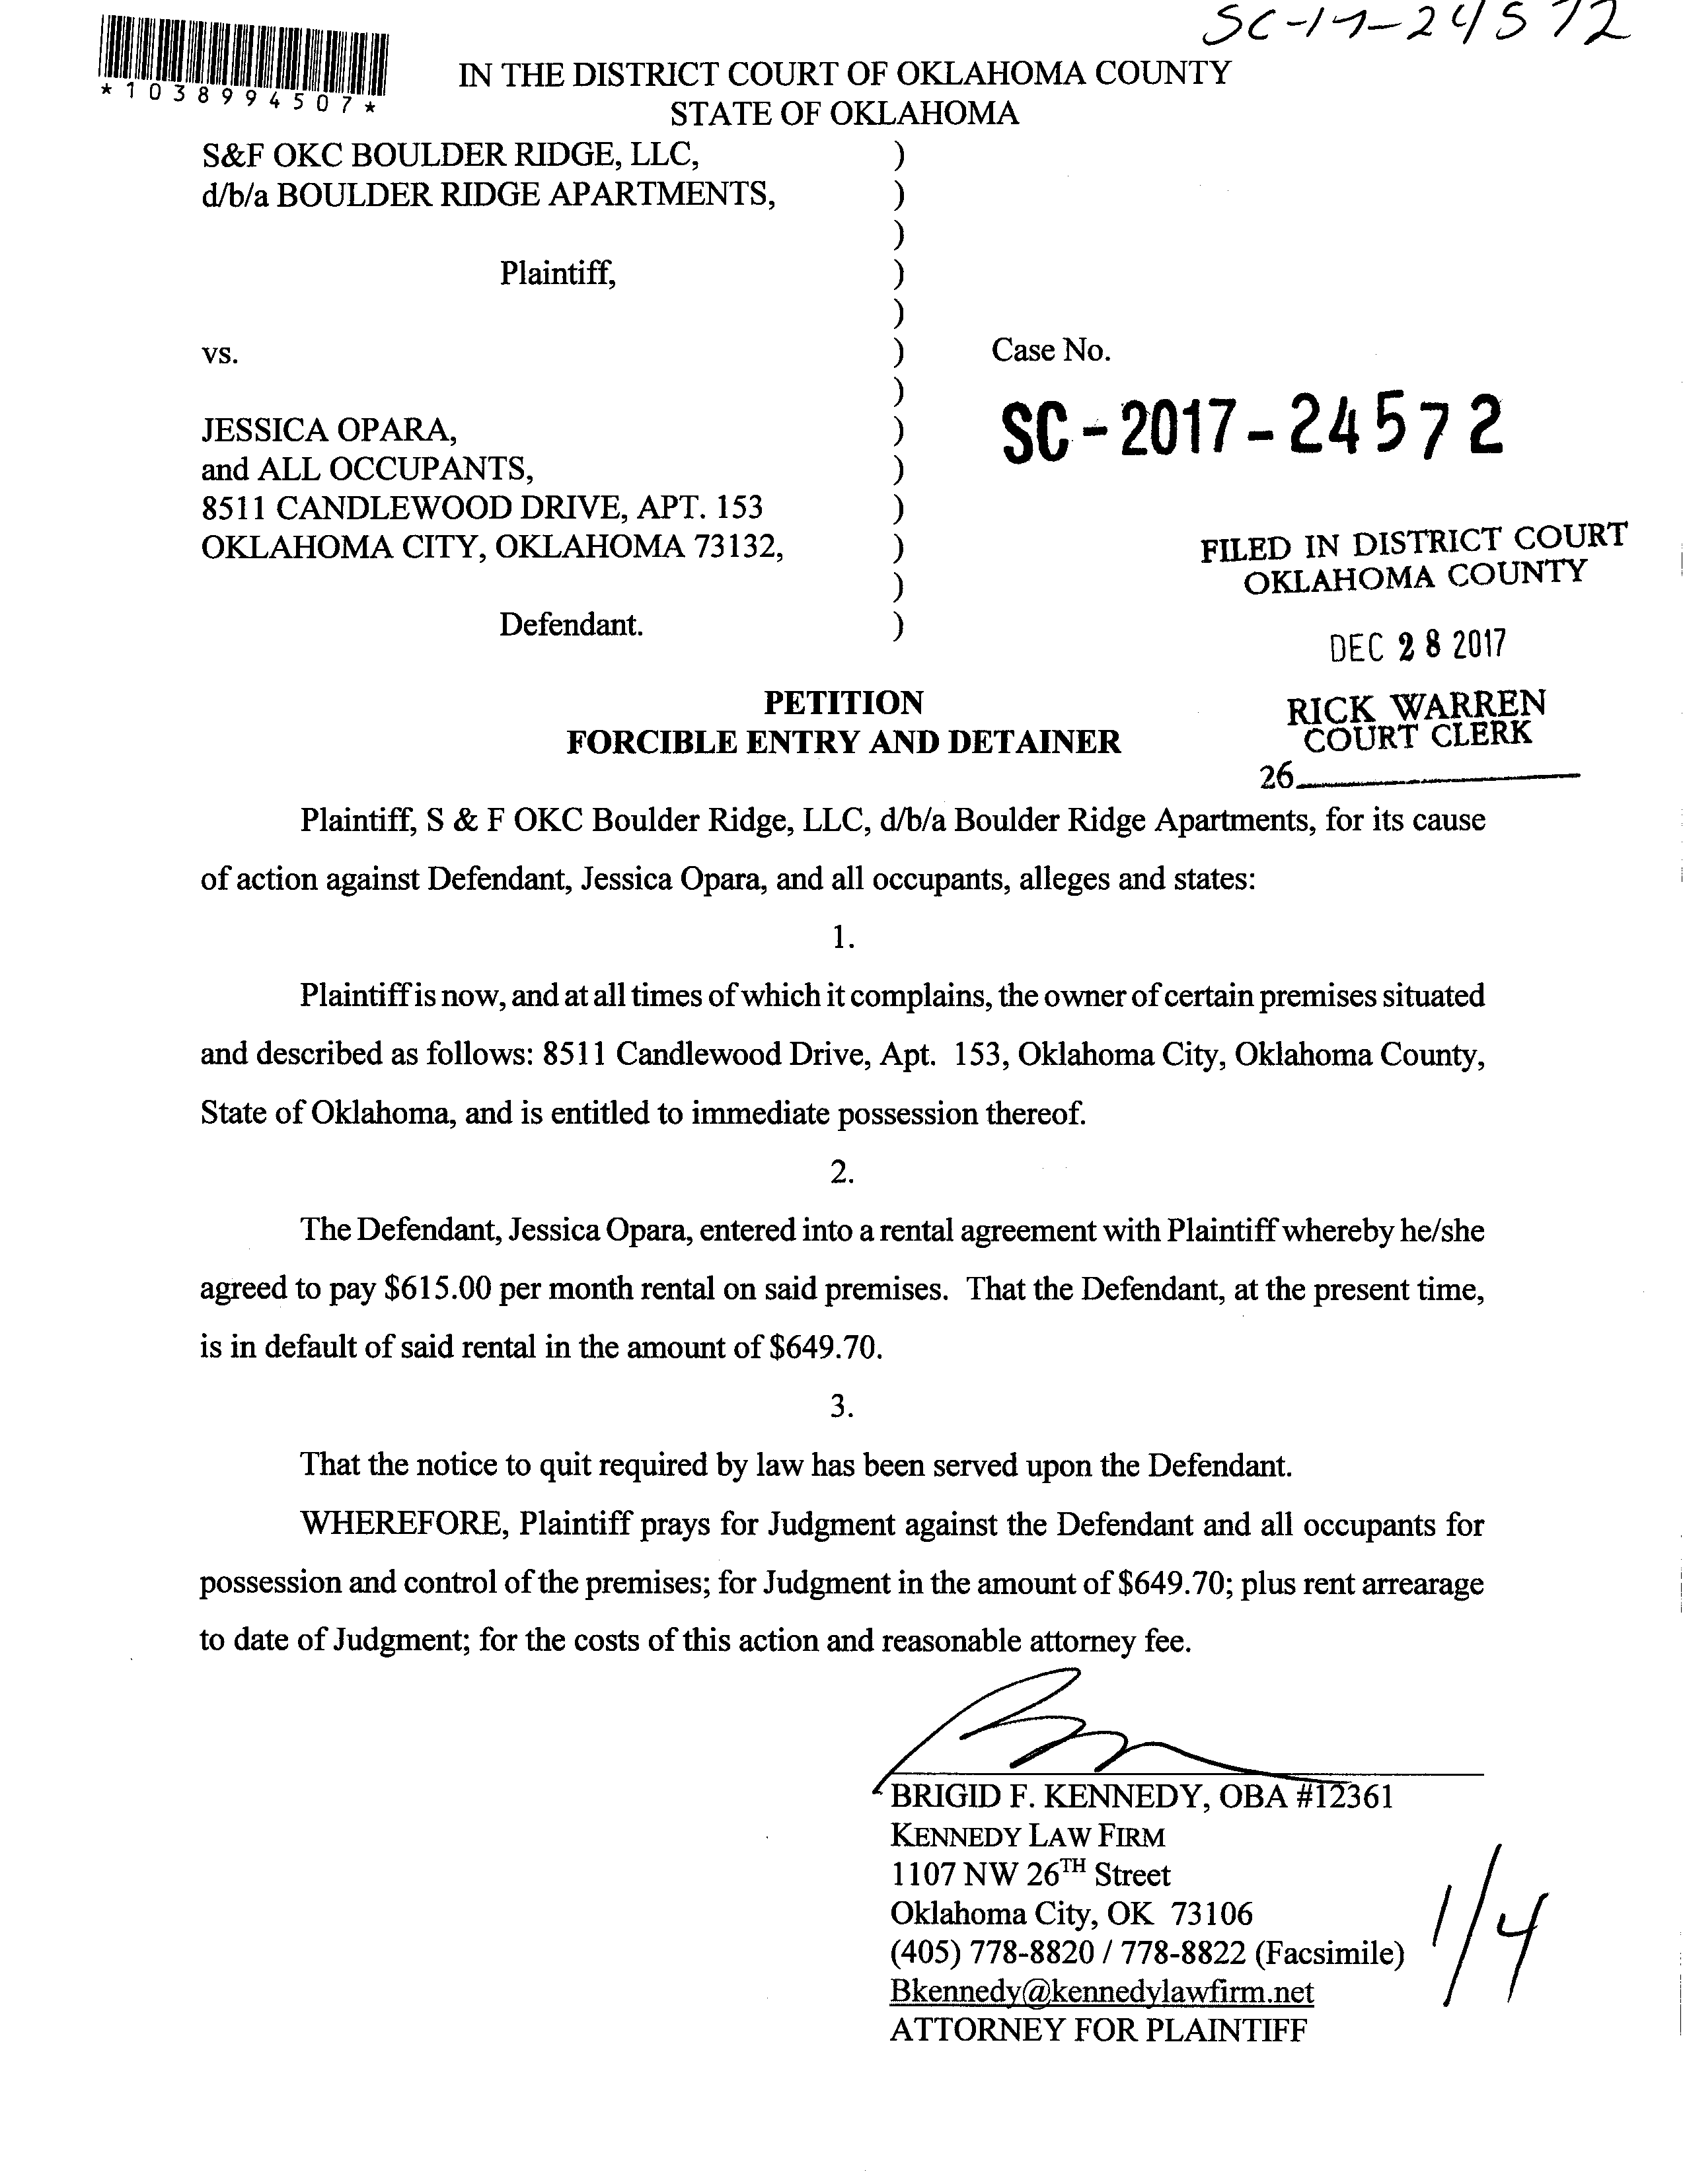 SC-17-24572
*1038994507*
IN THE DISTRICT COURT OF OKLAHOMA COUNTY
STATE OF OKLAHOMA
S&F OKC BOULDER RIDGE, LLC, )
d/b/a BOULDER RIDGE APARTMENTS, )
)
Plaintiff, )
)
vs. ) Case No.
)
SC-2017-24572
JESSICA OPARA, )
and ALL OCCUPANTS, )
8511 CANDLEWOOD DRIVE, APT. 153 )
OKLAHOMA CITY, OKLAHOMA 73132, )
)
Defendant. )
FILED IN DISTRICT COURT
OKLAHOMA COUNTY
DEC 28 2017
RICK WARREN
COURT CLERK
26
PETITION
FORCIBLE ENTRY AND DETAINER
Plaintiff, S & F OKC Boulder Ridge, LLC, d/b/a Boulder Ridge Apartments, for its cause
of action against Defendant, Jessica Opara, and all occupants, alleges and states:
1.
Plaintiff is now, and at all times of which it complains, the owner of certain premises situated
and described as follows: 8511 Candlewood Drive, Apt. 153, Oklahoma City, Oklahoma County,
State of Oklahoma, and is entitled to immediate possession thereof.
2.
The Defendant, Jessica Opara, entered into a rental agreement with Plaintiff whereby he/she
agreed to pay $615.00 per month rental on said premises. That the Defendant, at the present time,
is in default of said rental in the amount of $649.70.
3.
That the notice to quit required by law has been served upon the Defendant.
WHEREFORE, Plaintiff prays for Judgment against the Defendant and all occupants for
possession and control of the premises; for Judgment in the amount of $649.70; plus rent arrearage
to date of Judgment; for the costs of this action and reasonable attorney fee.
BRIGID F. KENNEDY, OBA #12361
KENNEDY LAW FIRM
1107 NW 26TH Street
Oklahoma City, OK 73106
(405) 778-8820 / 778-8822 (Facsimile)
Bkennedy@kennedylawfirm.net
ATTORNEY FOR PLAINTIFF
1/4